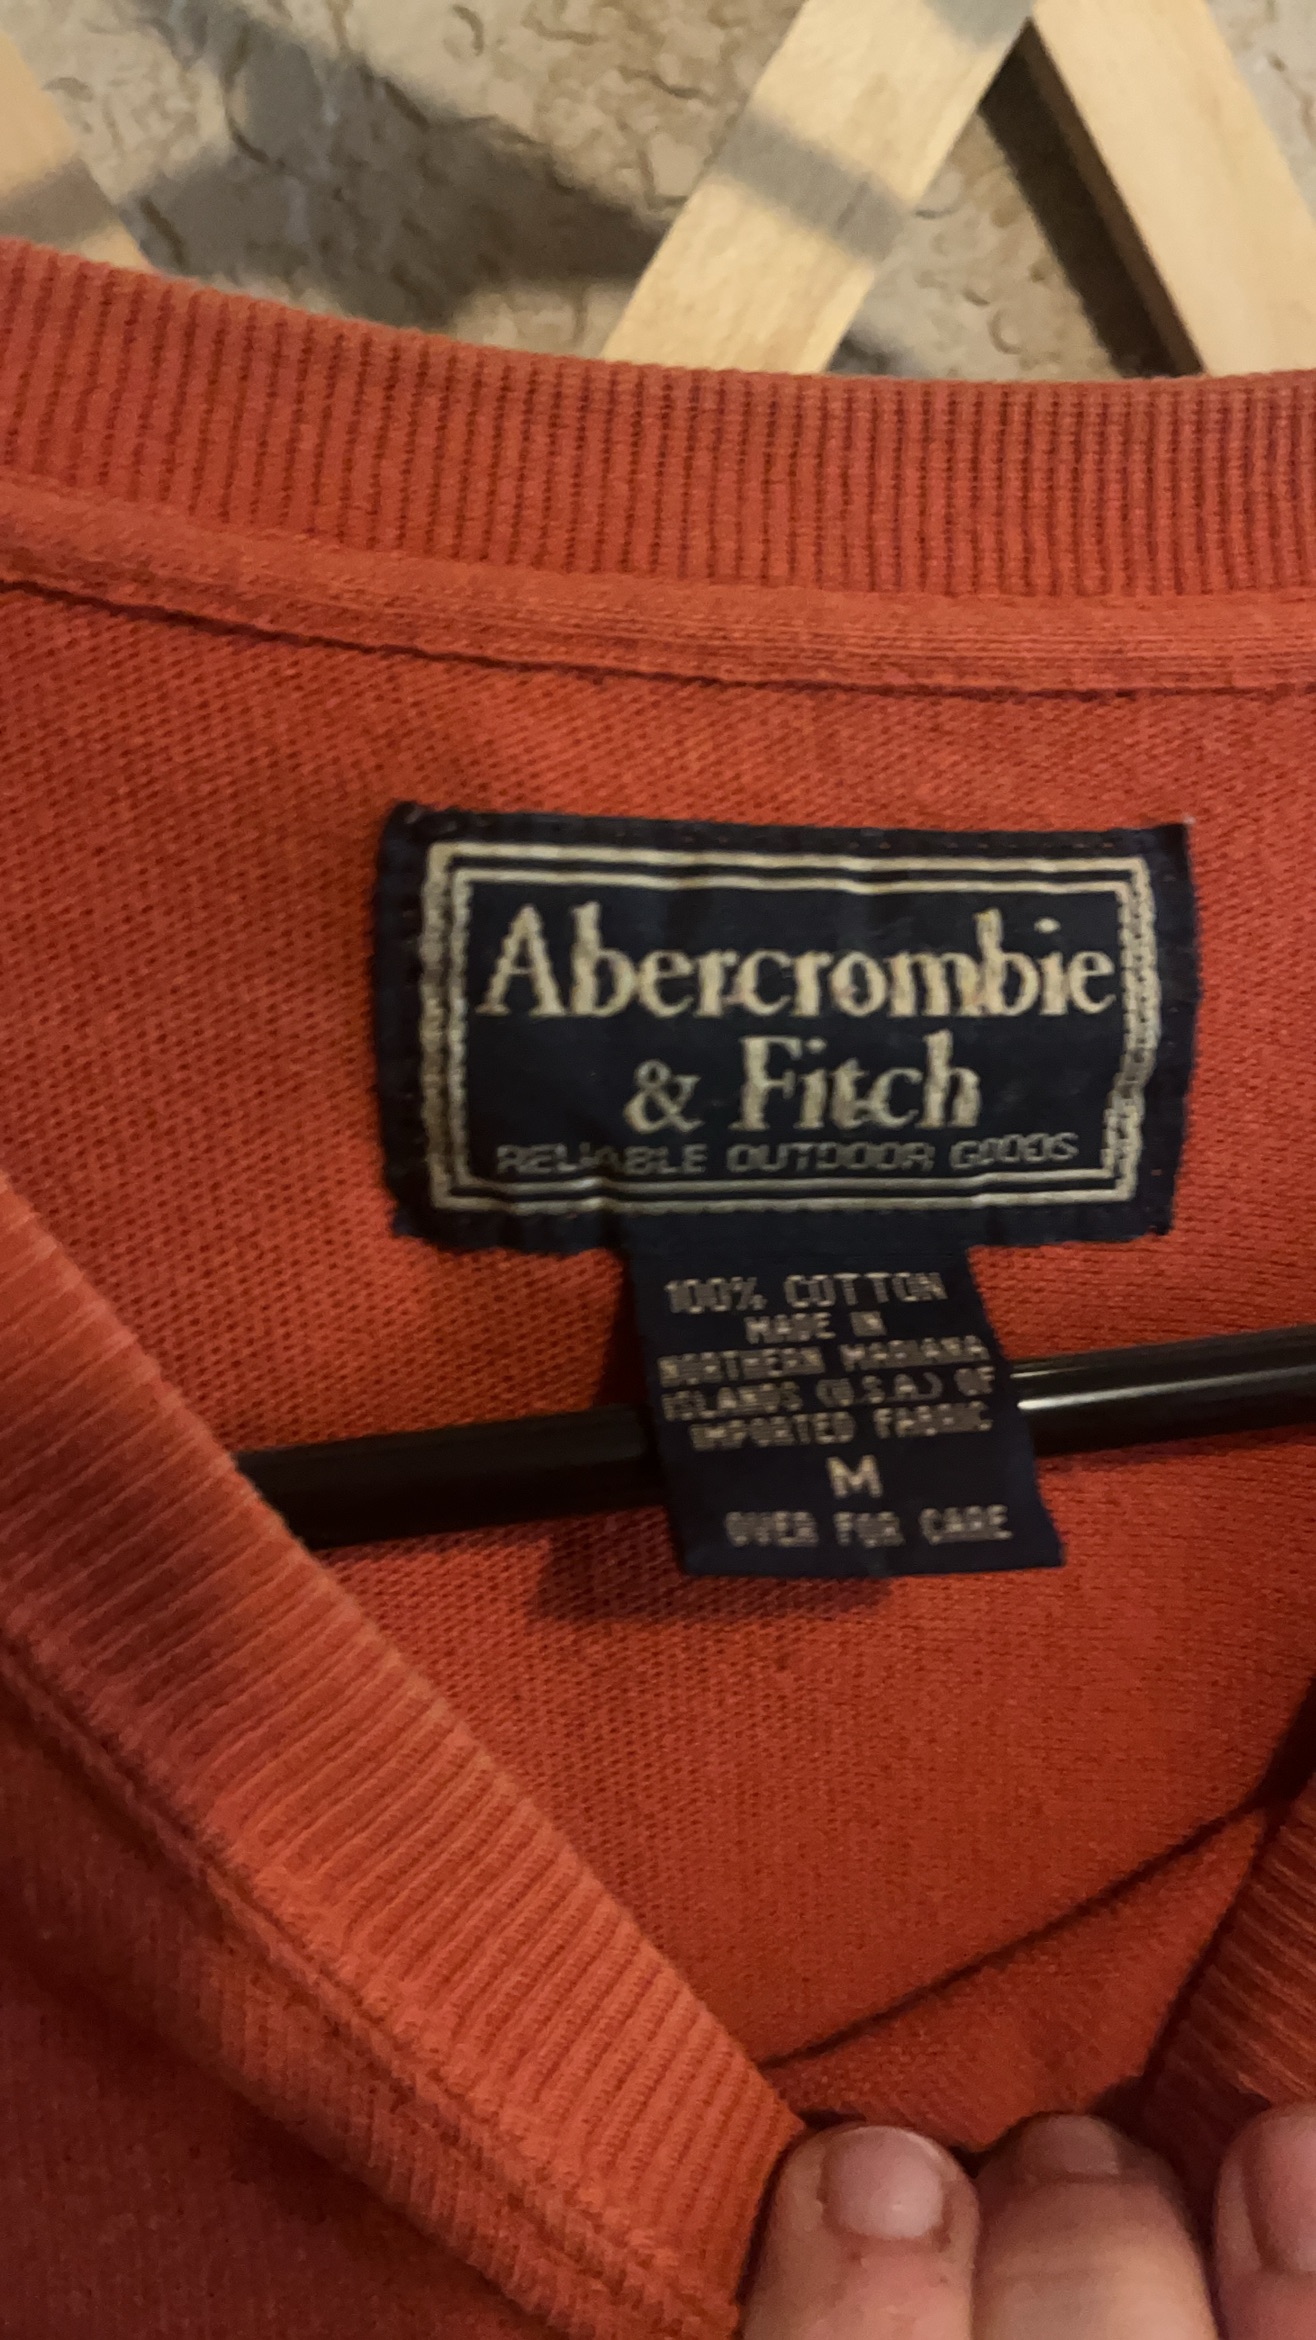 Abercrombie
& Fitch
RELIABLE OUTDOOR GOODS
100% COTTON
MADE IN
NORTHERN MARIANA
ISLANDS (U.S.A.) OF
IMPORTED FABRIC
M
OVER FOR CARE